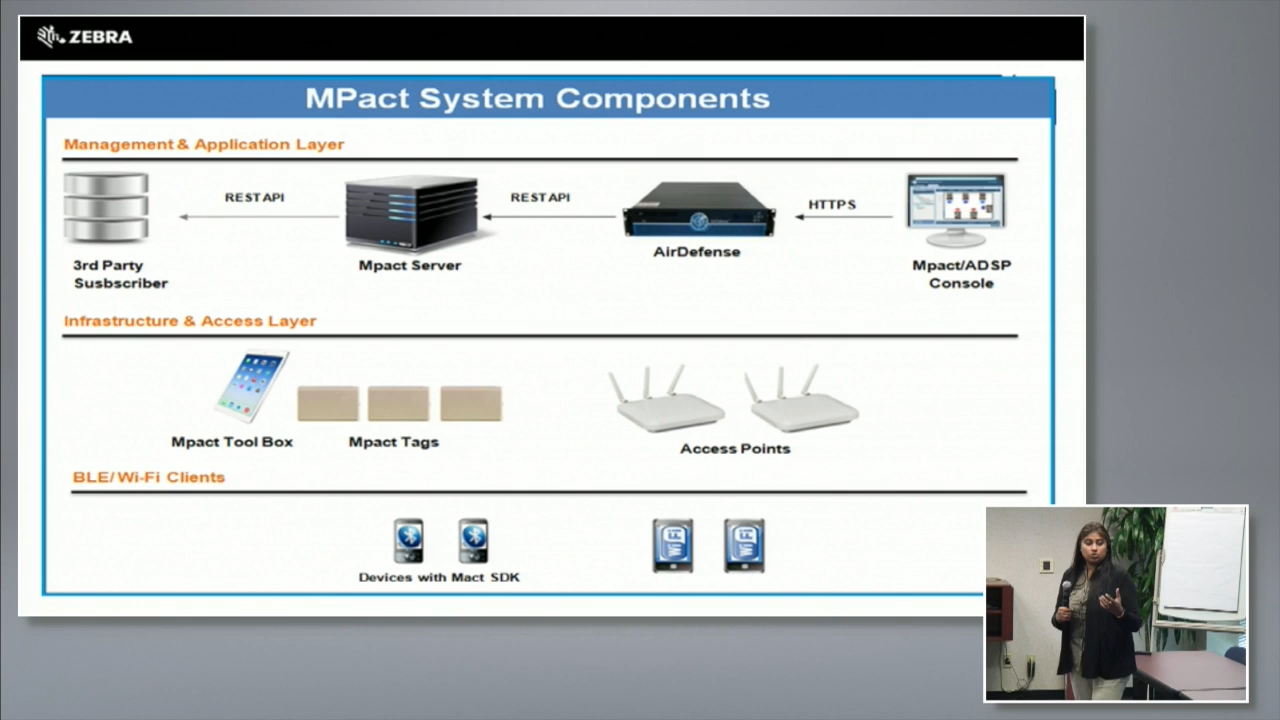 ZEBRA
MPact System Components
Management & Application Layer
REST API
REST API
HTTPS
3rd Party
Susbscriber
Mpact Server
AirDefense
Mpact/ADSP
Console
Infrastructure & Access Layer
Mpact Tool Box
Mpact Tags
Access Points
BLE/Wi-Fi Clients
Devices with Mact SDK